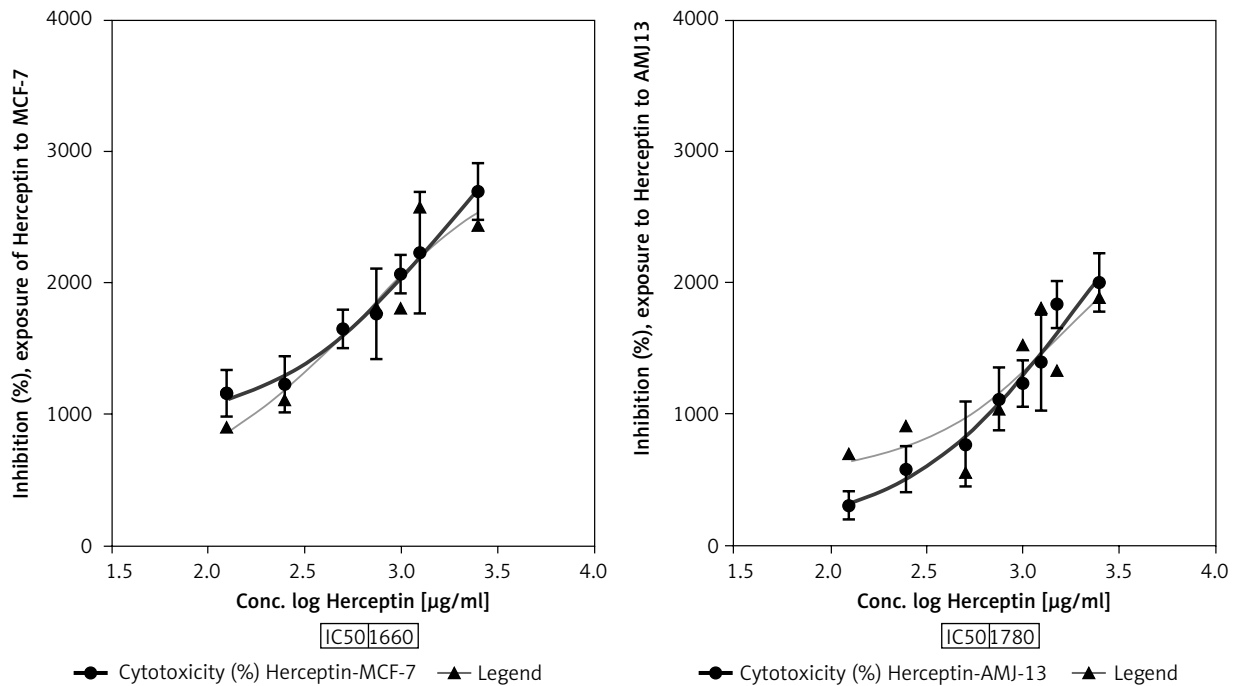 Inhibition (%), exposure of Herceptin to MCF-7
4000
3000
2000
1000
0
1.5 2.0 2.5 3.0 3.5 4.0
Conc. log Herceptin [µg/ml]
IC50 1660
Cytotoxicity (%) Herceptin-MCF-7 Legend
Inhibition (%), exposure to Herceptin to AMJ13
4000
3000
2000
1000
0
1.5 2.0 2.5 3.0 3.5 4.0
Conc. log Herceptin [µg/ml]
IC50 1780
Cytotoxicity (%) Herceptin-AMJ-13 Legend